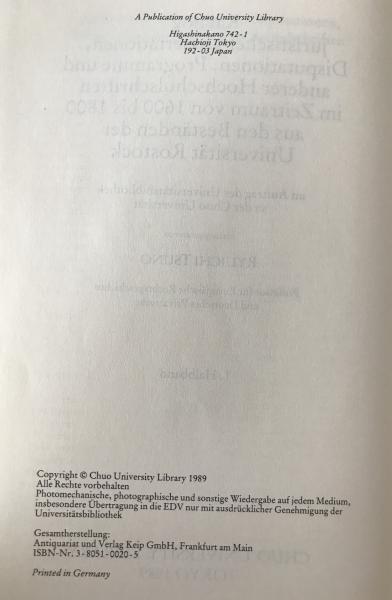 A Publication of Chuo University Library
Higashinakano 742-1
Hachioji Tokyo
192-03 Japan
Copyright © Chuo University Library 1989
Alle Rechte vorbehalten
Photomechanische, photographische und sonstige Wiedergabe auf jedem Medium,
insbesondere Übertragung in die EDV nur mit ausdrücklicher Genehmigung der
Universitätsbibliothek
Gesamtherstellung:
Antiquariat und Verlag Keip GmbH, Frankfurt am Main
ISBN-Nr. 3-8051-0020-5
Printed in Germany